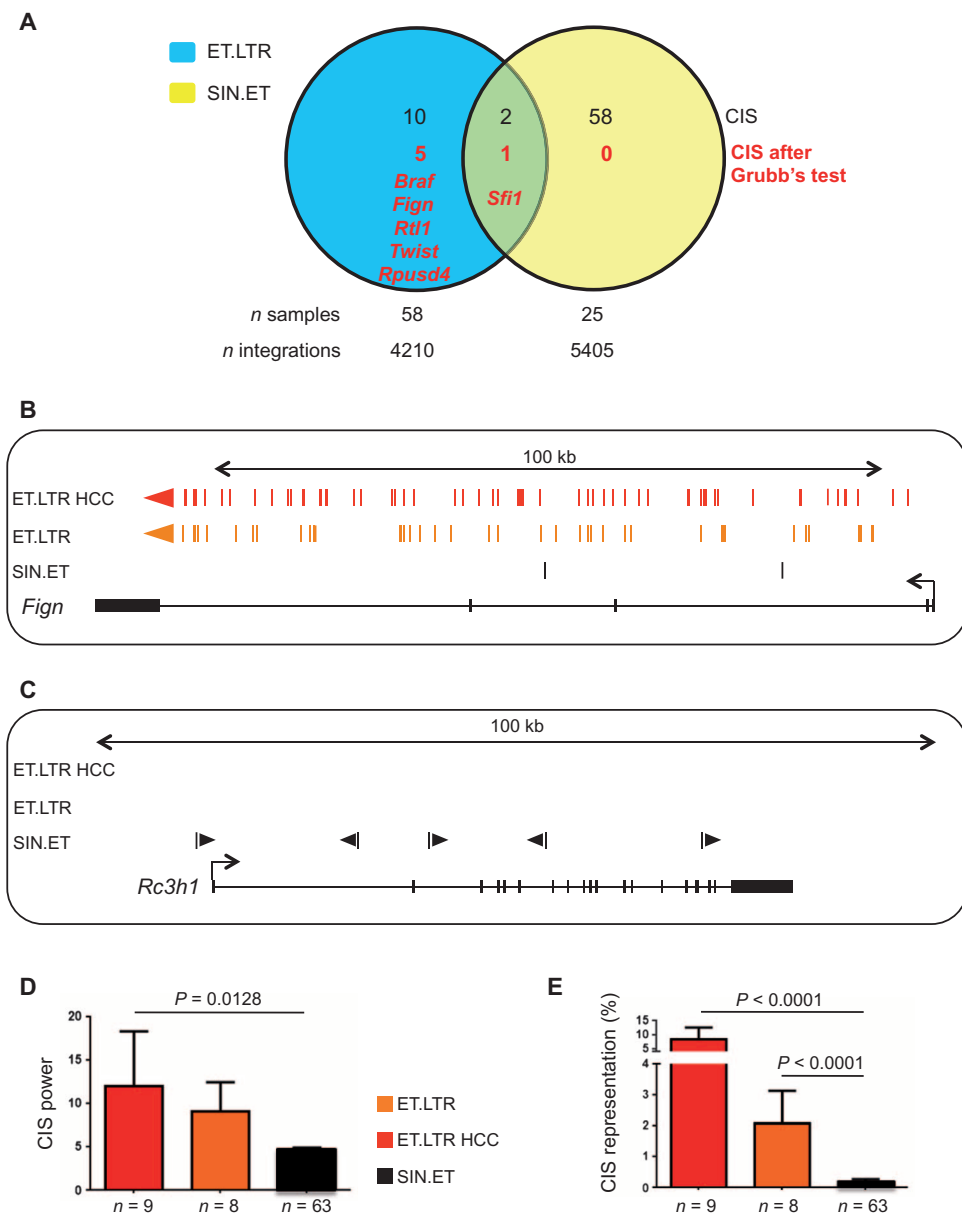 A
ET.LTR
SIN.ET
10 2 58 CIS
5 1 0 CIS after
Grubb's test
Braf
Fign
Rtl1
Twist
Rpusd4
Sfi1
n samples 58 25
n integrations 4210 5405
B
100 kb
ET.LTR HCC
ET.LTR
SIN.ET
Fign
C
100 kb
ET.LTR HCC
ET.LTR
SIN.ET
Rc3h1
D
P = 0.0128
CIS power
20
15
10
5
0
n = 9 n = 8 n = 63
ET.LTR
ET.LTR HCC
SIN.ET
E
P < 0.0001
P < 0.0001
CIS representation (%)
15
10
5
4
3
2
1
0
n = 9 n = 8 n = 63